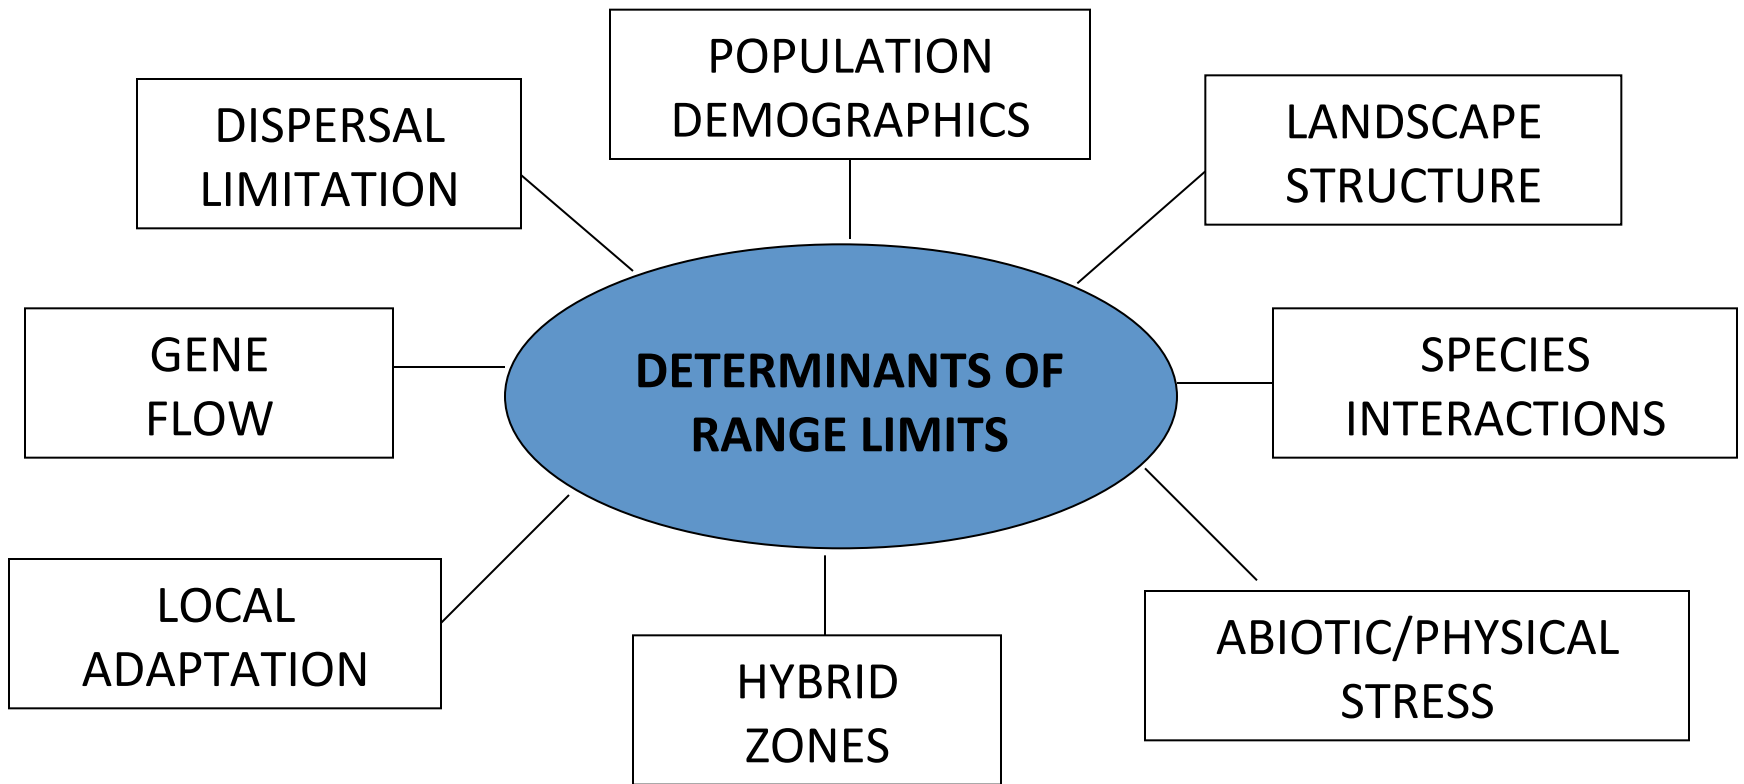 POPULATION
DEMOGRAPHICS
DISPERSAL
LIMITATION
LANDSCAPE
STRUCTURE
GENE
FLOW
DETERMINANTS OF
RANGE LIMITS
SPECIES
INTERACTIONS
LOCAL
ADAPTATION
HYBRID
ZONES
ABIOTIC/PHYSICAL
STRESS